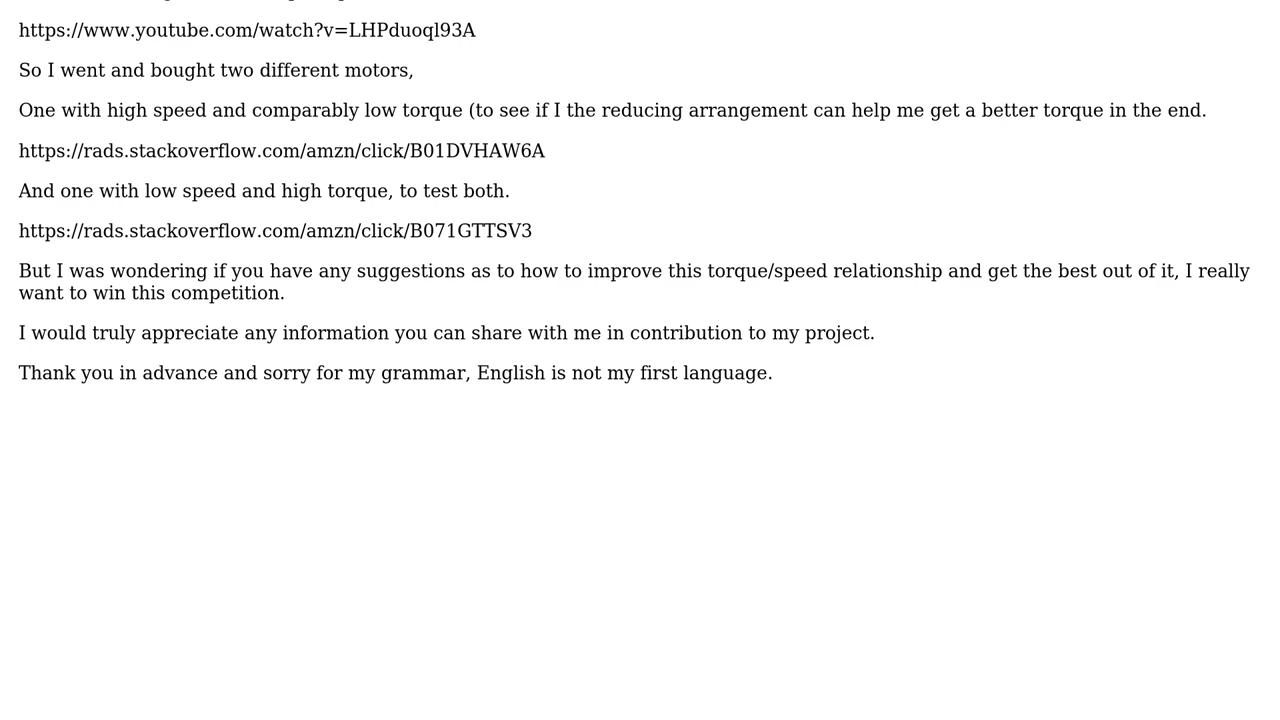 https://www.youtube.com/watch?v=LHPduoql93A
So I went and bought two different motors,
One with high speed and comparably low torque (to see if I the reducing arrangement can help me get a better torque in the end.
https://rads.stackoverflow.com/amzn/click/B01DVHAW6A
And one with low speed and high torque, to test both.
https://rads.stackoverflow.com/amzn/click/B071GTTSV3
But I was wondering if you have any suggestions as to how to improve this torque/speed relationship and get the best out of it, I really
want to win this competition.
I would truly appreciate any information you can share with me in contribution to my project.
Thank you in advance and sorry for my grammar, English is not my first language.